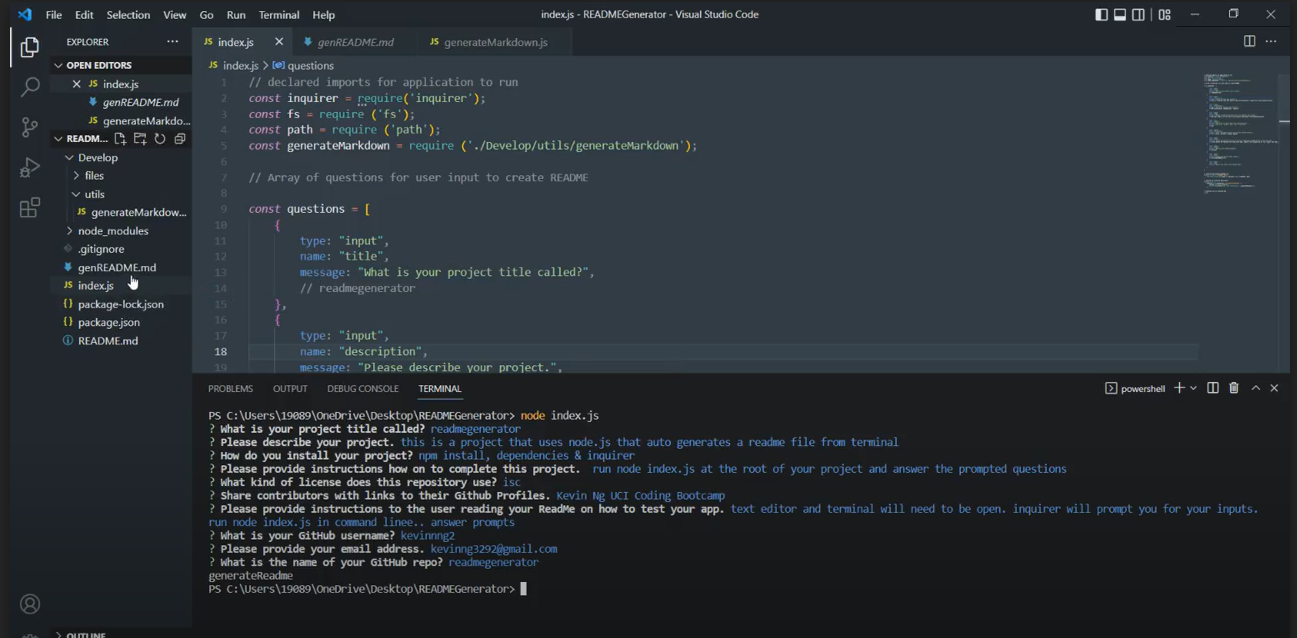 File Edit Selection View Go Run Terminal Help
index.js - READMEGenerator - Visual Studio Code
EXPLORER
OPEN EDITORS
JS index.js
genREADME.md
JS generateMarkdo...
READM...
Develop
files
utils
JS generateMarkdow...
node_modules
.gitignore
genREADME.md
JS index.js
{} package-lock.json
{} package.json
README.md
OUTLINE
JS index.js
genREADME.md
JS generateMarkdown.js
JS index.js > questions
1 // declared imports for application to run
2 const inquirer = require('inquirer');
3 const fs = require ('fs');
4 const path = require ('path');
5 const generateMarkdown = require ('./Develop/utils/generateMarkdown');
6
7 // Array of questions for user input to create README
8
9 const questions = [
10 {
11 type: "input",
12 name: "title",
13 message: "What is your project title called?",
14 // readmegenerator
15 },
16 {
17 type: "input",
18 name: "description",
19 message: "Please describe your project.",
PROBLEMS OUTPUT DEBUG CONSOLE TERMINAL
powershell
PS C:\Users\19089\OneDrive\Desktop\READMEGenerator> node index.js
? What is your project title called? readmegenerator
? Please describe your project. this is a project that uses node.js that auto generates a readme file from terminal
? How do you install your project? npm install, dependencies & inquirer
? Please provide instructions how on to complete this project. run node index.js at the root of your project and answer the prompted questions
? What kind of license does this repository use? isc
? Share contributors with links to their Github Profiles. Kevin Ng UCI Coding Bootcamp
? Please provide instructions to the user reading your ReadMe on how to test your app. text editor and terminal will need to be open. inquirer will prompt you for your inputs.
run node index.js in command linee.. answer prompts
? What is your GitHub username? kevinnng2
? Please provide your email address. kevinng3292@gmail.com
? What is the name of your GitHub repo? readmegenerator
generateReadme
PS C:\Users\19089\OneDrive\Desktop\READMEGenerator>